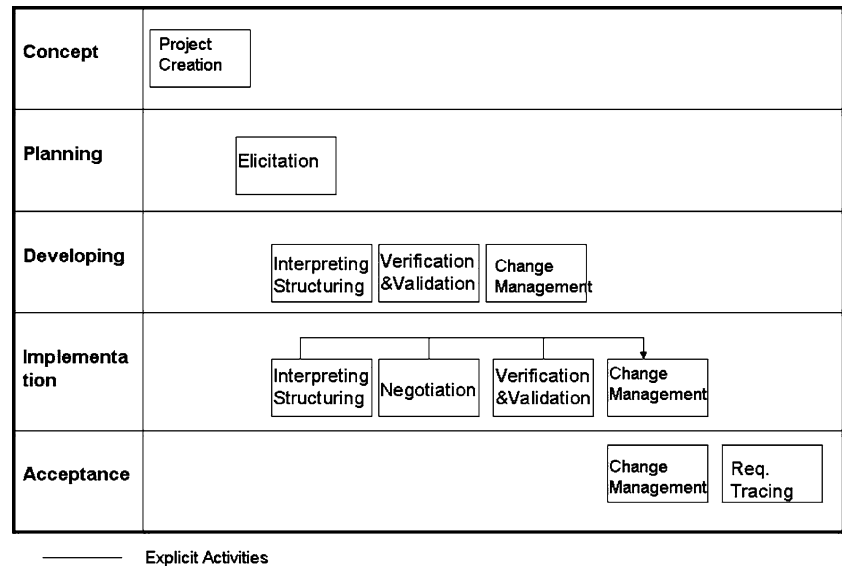 Concept
Project
Creation
Planning
Elicitation
Developing
Interpreting
Structuring
Verification
&Validation
Change
Management
Implementa
tion
Interpreting
Structuring
Negotiation
Verification
&Validation
Change
Management
Acceptance
Change
Management
Req.
Tracing
Explicit Activities